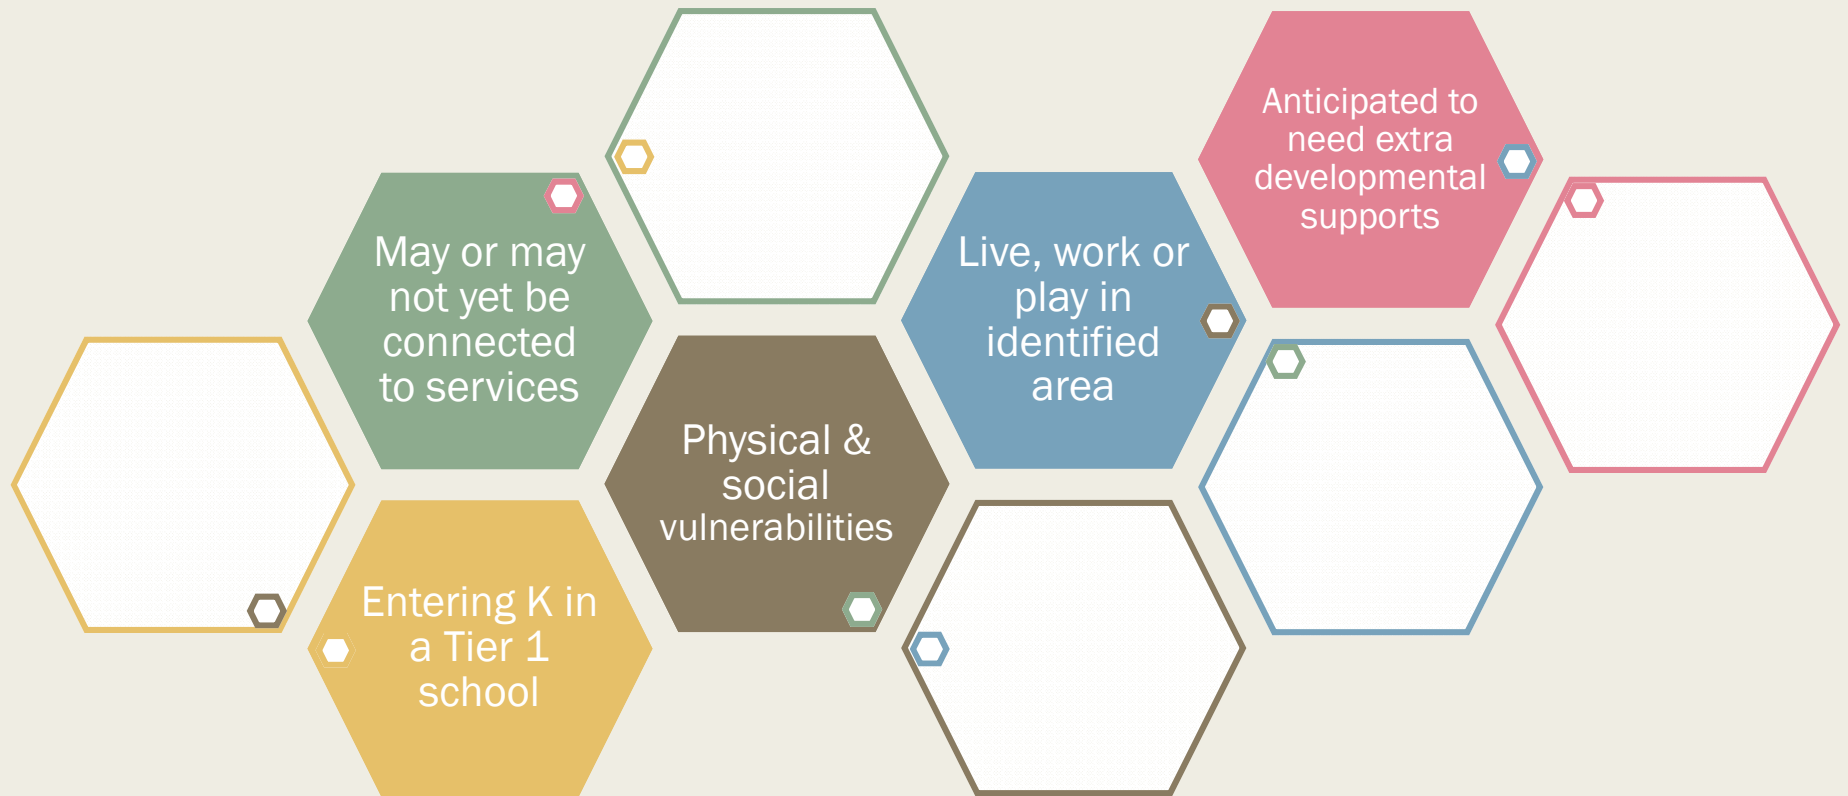 May or may
not yet be
connected
to services
Entering K in
a Tier 1
school
Physical &
social
vulnerabilities
Live, work or
play in
identified
area
Anticipated to
need extra
developmental
supports